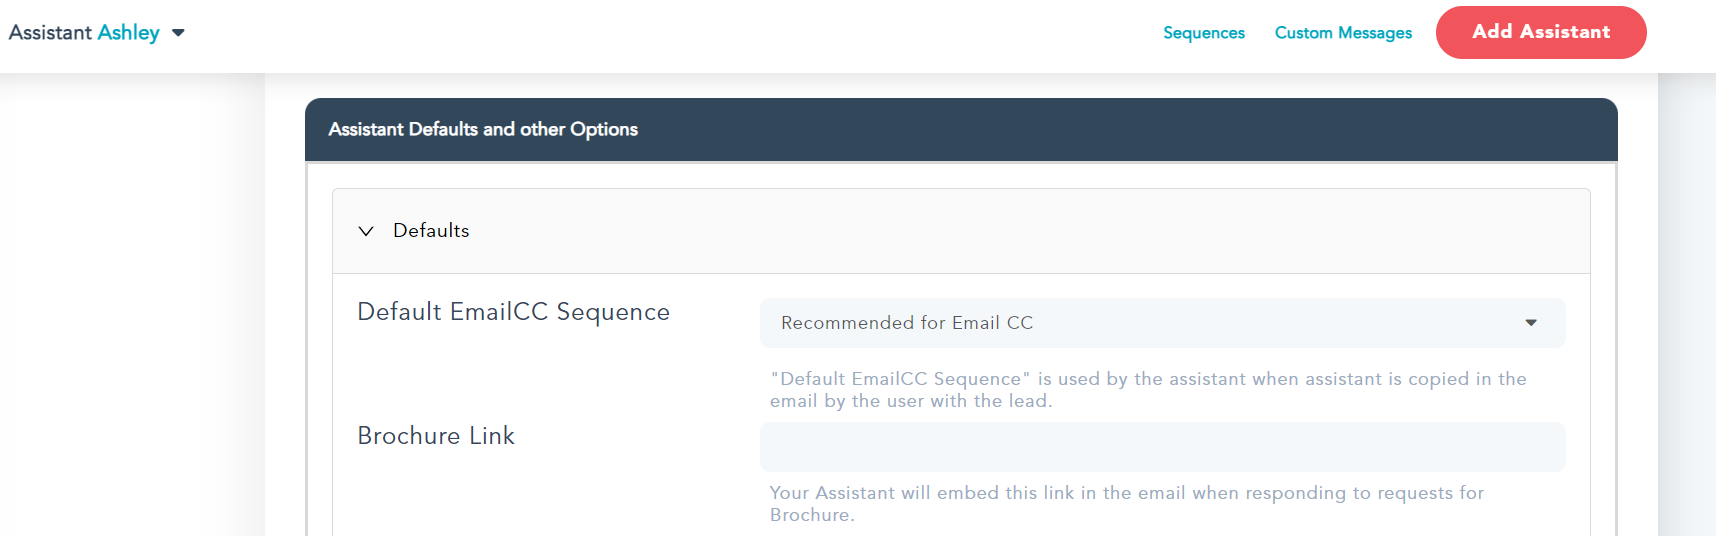 Assistant Ashley
Sequences
Custom Messages
Add Assistant
Assistant Defaults and other Options
Defaults
Default EmailCC Sequence
Recommended for Email CC
"Default EmailCC Sequence" is used by the assistant when assistant is copied in the
email by the user with the lead.
Brochure Link
Your Assistant will embed this link in the email when responding to requests for
Brochure.